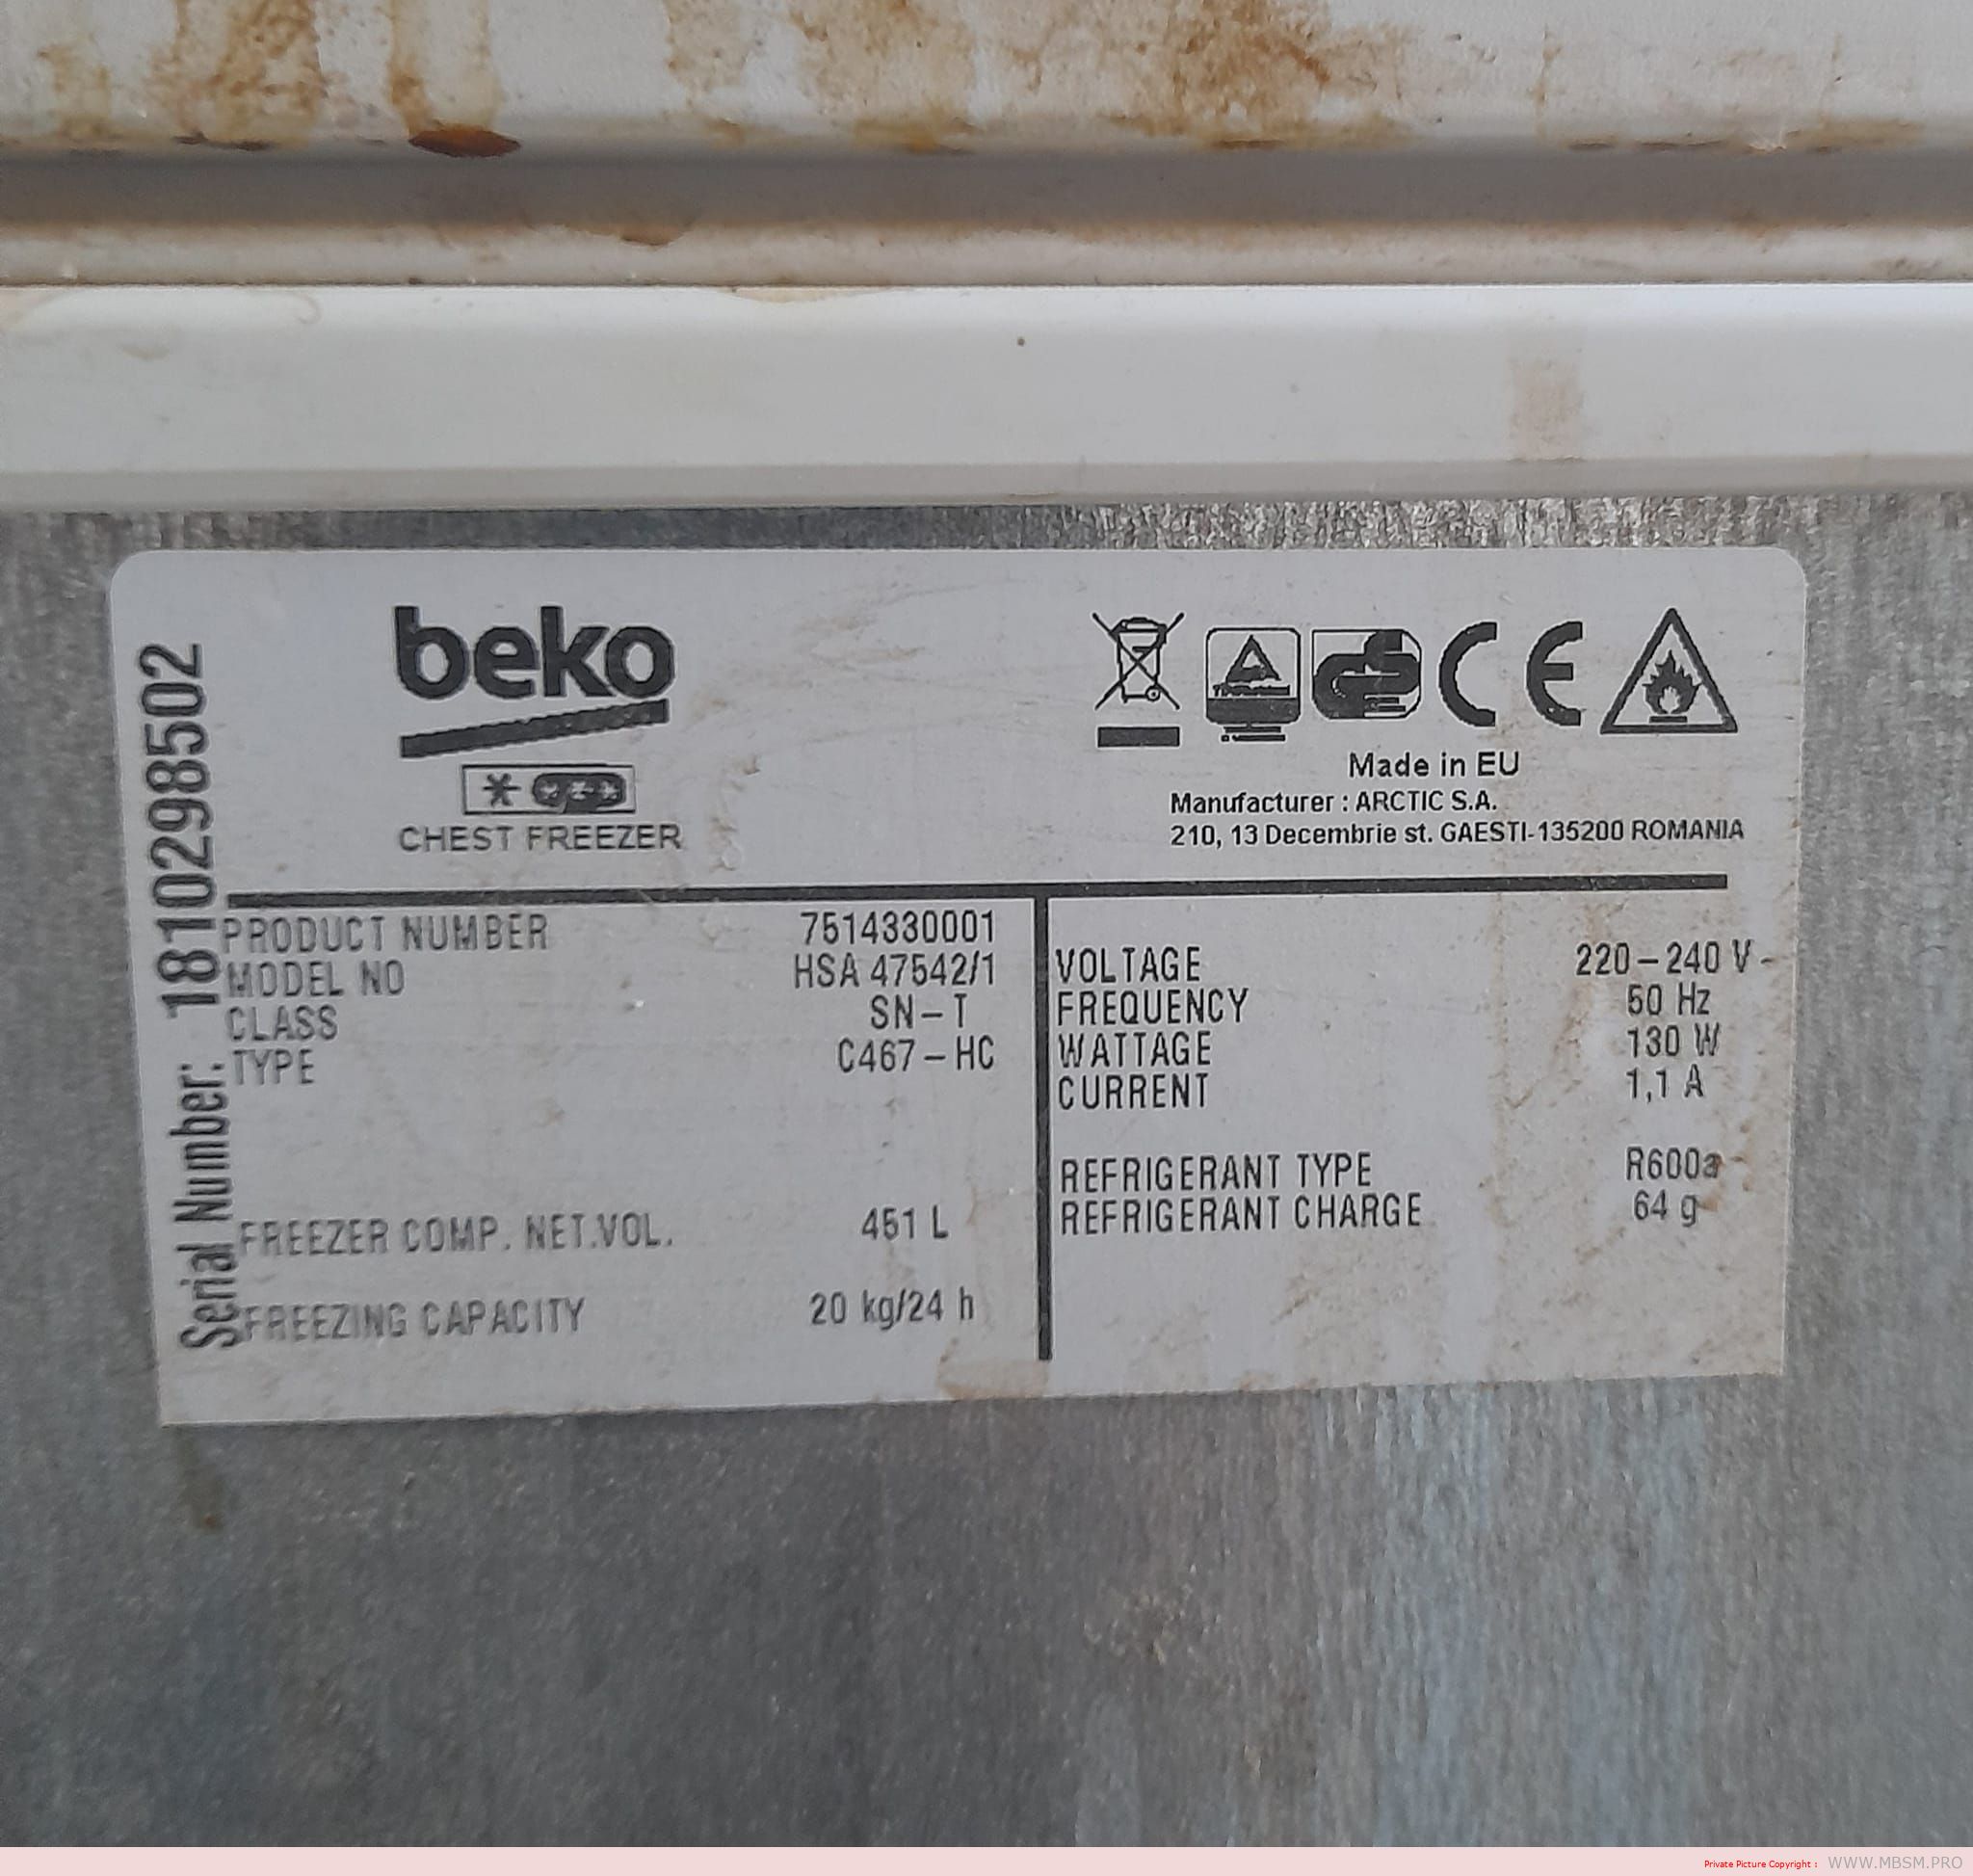 beko
CHEST FREEZER
Made in EU
Manufacturer : ARCTIC S.A.
210, 13 Decembrie st. GAESTI-135200 ROMANIA
Serial Number: 1810298502
PRODUCT NUMBER 7514330001
MODEL NO HSA 47542/1
CLASS SN-T
TYPE C467-HC
FREEZER COMP. NET.VOL. 451 L
FREEZING CAPACITY 20 kg/24 h
VOLTAGE 220-240 V
FREQUENCY 50 Hz
WATTAGE 130 W
CURRENT 1,1 A
REFRIGERANT TYPE R600a
REFRIGERANT CHARGE 64 g
Private Picture Copyright : WWW.MBSM.PRO